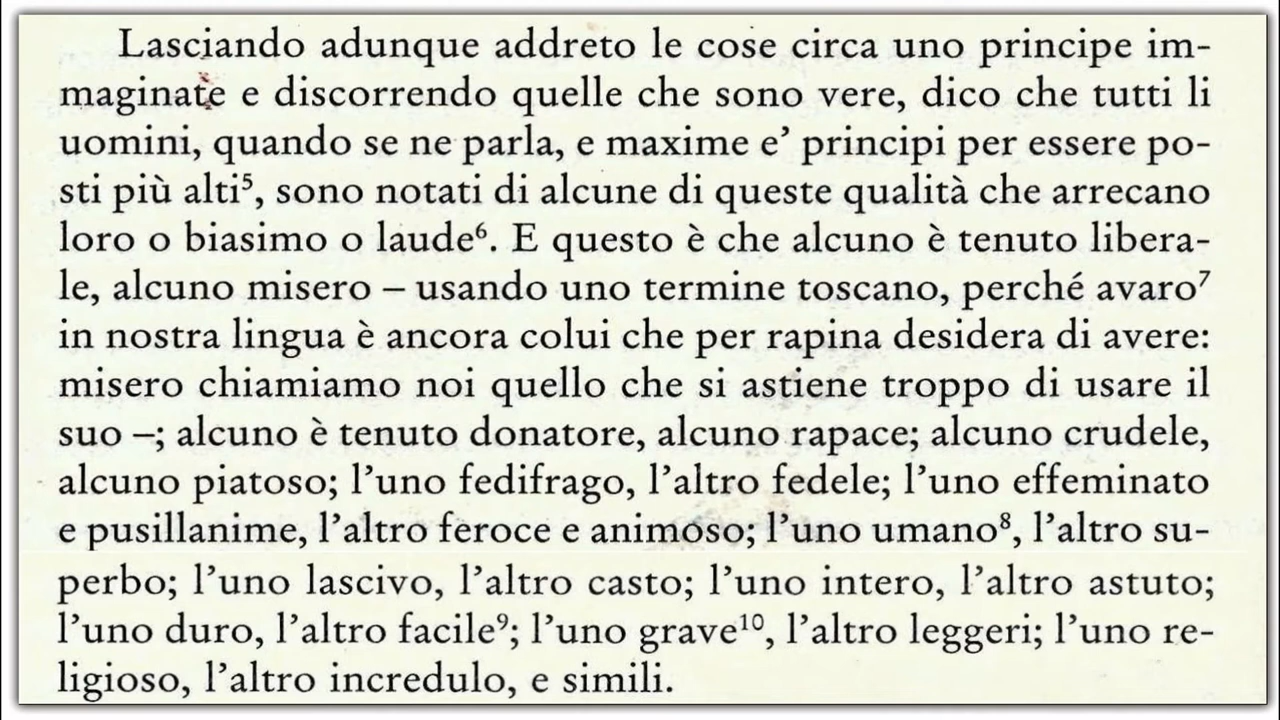 Lasciando adunque addreto le cose circa uno principe im-
maginate e discorrendo quelle che sono vere, dico che tutti li
uomini, quando se ne parla, e maxime e’ principi per essere po-
sti più alti⁵, sono notati di alcune di queste qualità che arrecano
loro o biasimo o laude⁶. E questo è che alcuno è tenuto libera-
le, alcuno misero – usando uno termine toscano, perché avaro⁷
in nostra lingua è ancora colui che per rapina desidera di avere:
misero chiamiamo noi quello che si astiene troppo di usare il
suo –; alcuno è tenuto donatore, alcuno rapace; alcuno crudele,
alcuno piatoso; l’uno fedifrago, l’altro fedele; l’uno effeminato
e pusillanime, l’altro feroce e animoso; l’uno umano⁸, l’altro su-
perbo; l’uno lascivo, l’altro casto; l’uno intero, l’altro astuto;
l’uno duro, l’altro facile⁹; l’uno grave¹⁰, l’altro leggeri; l’uno re-
ligioso, l’altro incredulo, e simili.